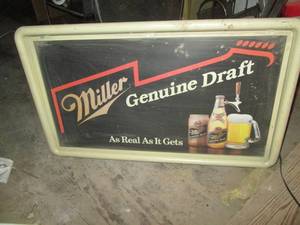 Miller
Genuine Draft
As Real As It Gets